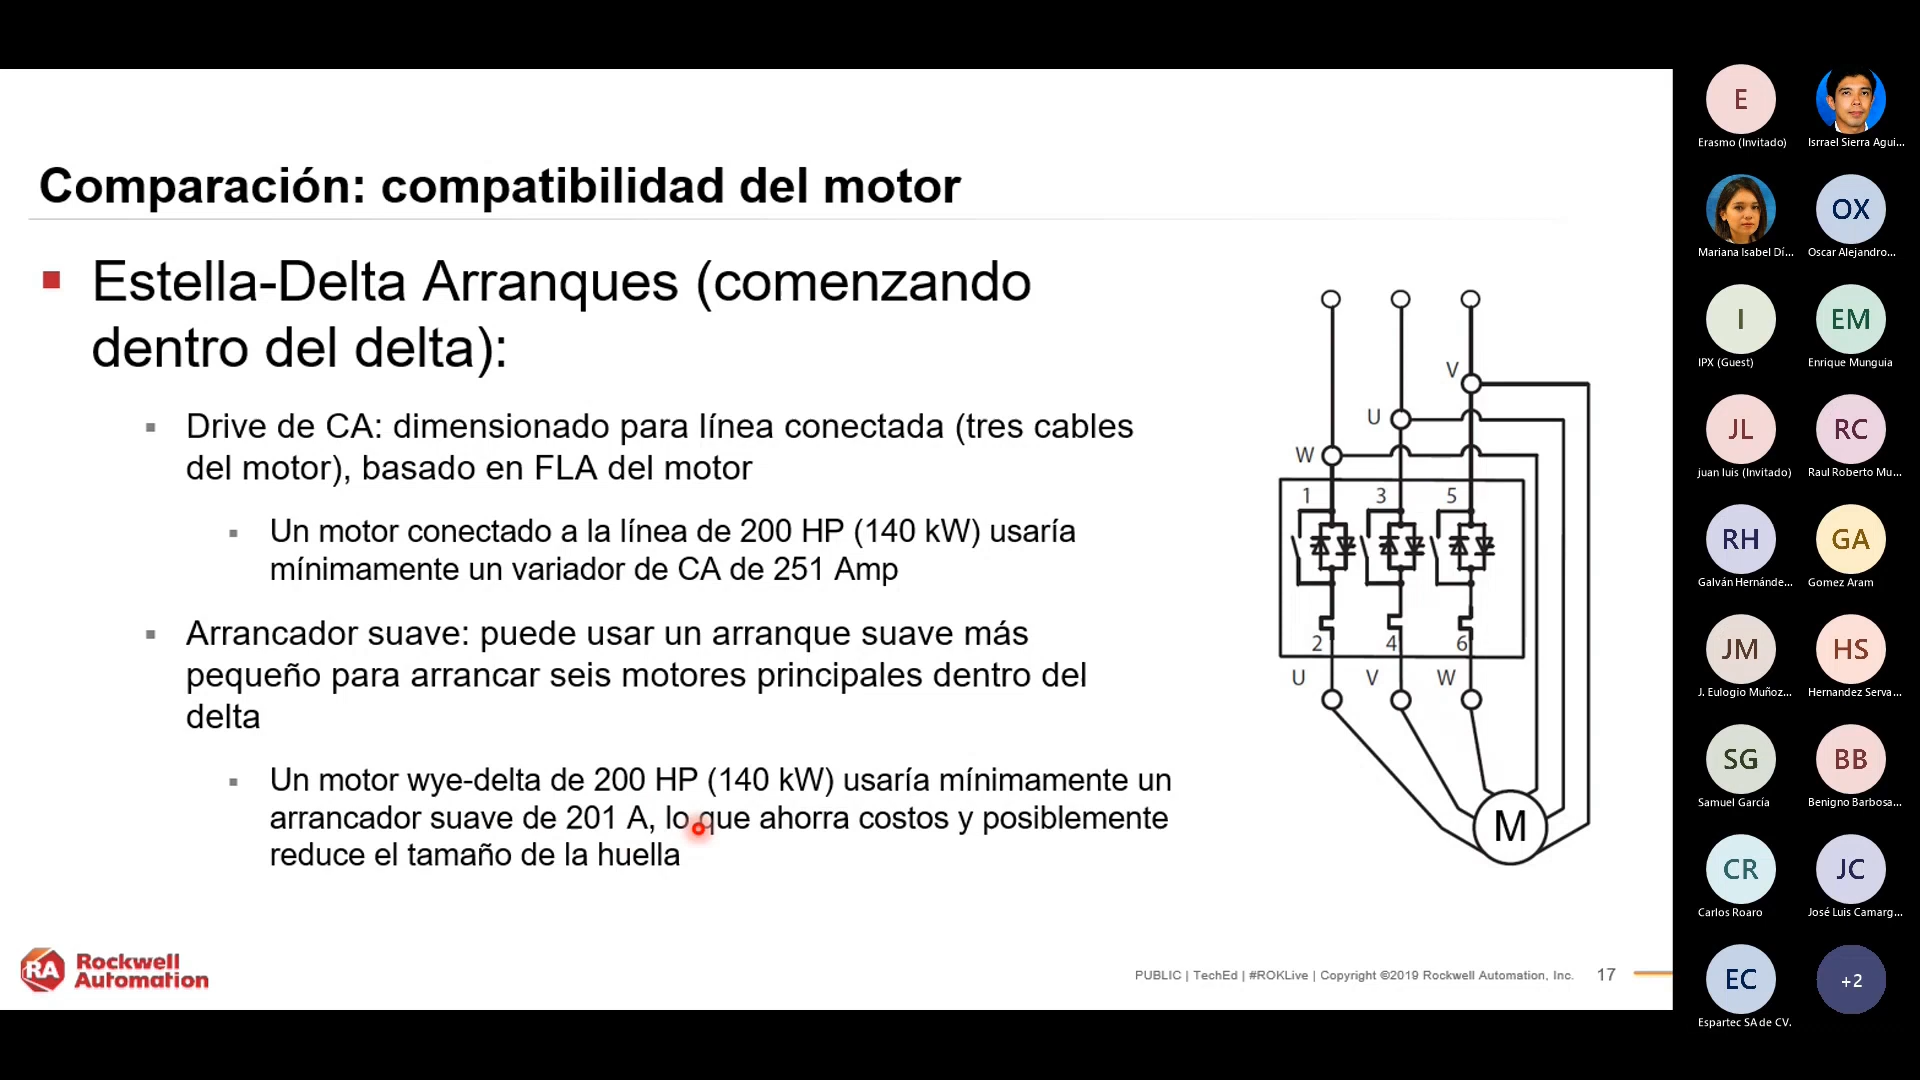 Comparación: compatibilidad del motor
Estella-Delta Arranques (comenzando
dentro del delta):
Drive de CA: dimensionado para línea conectada (tres cables
del motor), basado en FLA del motor
Un motor conectado a la línea de 200 HP (140 kW) usaría
mínimamente un variador de CA de 251 Amp
Arrancador suave: puede usar un arranque suave más
pequeño para arrancar seis motores principales dentro del
delta
Un motor wye-delta de 200 HP (140 kW) usaría mínimamente un
arrancador suave de 201 A, lo que ahorra costos y posiblemente
reduce el tamaño de la huella
V
U
W
1 3 5
2 4 6
U V W
M
RA Rockwell
Automation
PUBLIC | TechEd | #ROKLive | Copyright ©2019 Rockwell Automation, Inc. 17
E
Erasmo (Invitado)
Isrrael Sierra Agui...
Mariana Isabel Dí...
OX
Oscar Alejandro...
I
IPX (Guest)
EM
Enrique Munguia
JL
juan luis (Invitado)
RC
Raul Roberto Mu...
RH
Galván Hernánde...
GA
Gomez Aram
JM
J. Eulogio Muñoz...
HS
Hernandez Serva...
SG
Samuel García
BB
Benigno Barbosa...
CR
Carlos Roaro
JC
José Luis Camarg...
EC
Espartec SA de CV.
+2